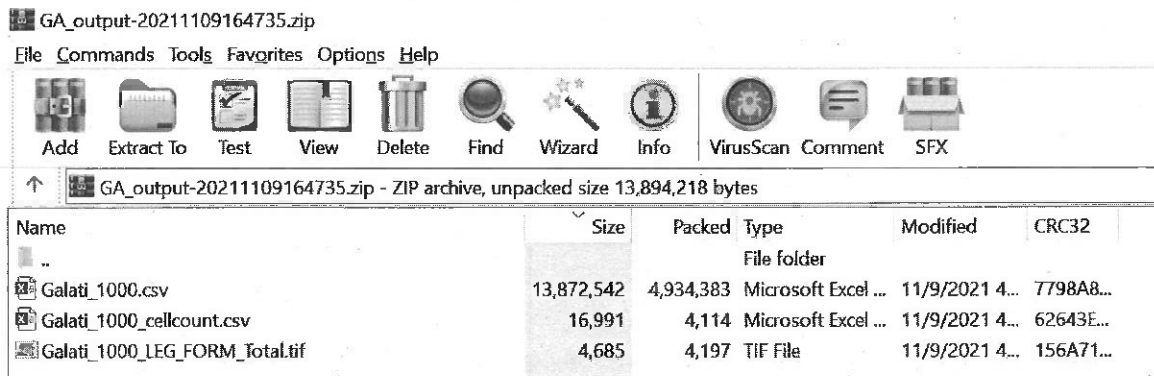 GA_output-20211109164735.zip
File Commands Tools Favorites Options Help
Add Extract To Test View Delete Find Wizard Info VirusScan Comment SFX
GA_output-20211109164735.zip - ZIP archive, unpacked size 13,894,218 bytes
Name Size Packed Type Modified CRC32
.. File folder
Galati_1000.csv 13,872,542 4,934,383 Microsoft Excel ... 11/9/2021 4... 7798A8...
Galati_1000_cellcount.csv 16,991 4,114 Microsoft Excel ... 11/9/2021 4... 62643E...
Galati_1000_LEG_FORM_Total.tif 4,685 4,197 TIF File 11/9/2021 4... 156A71...